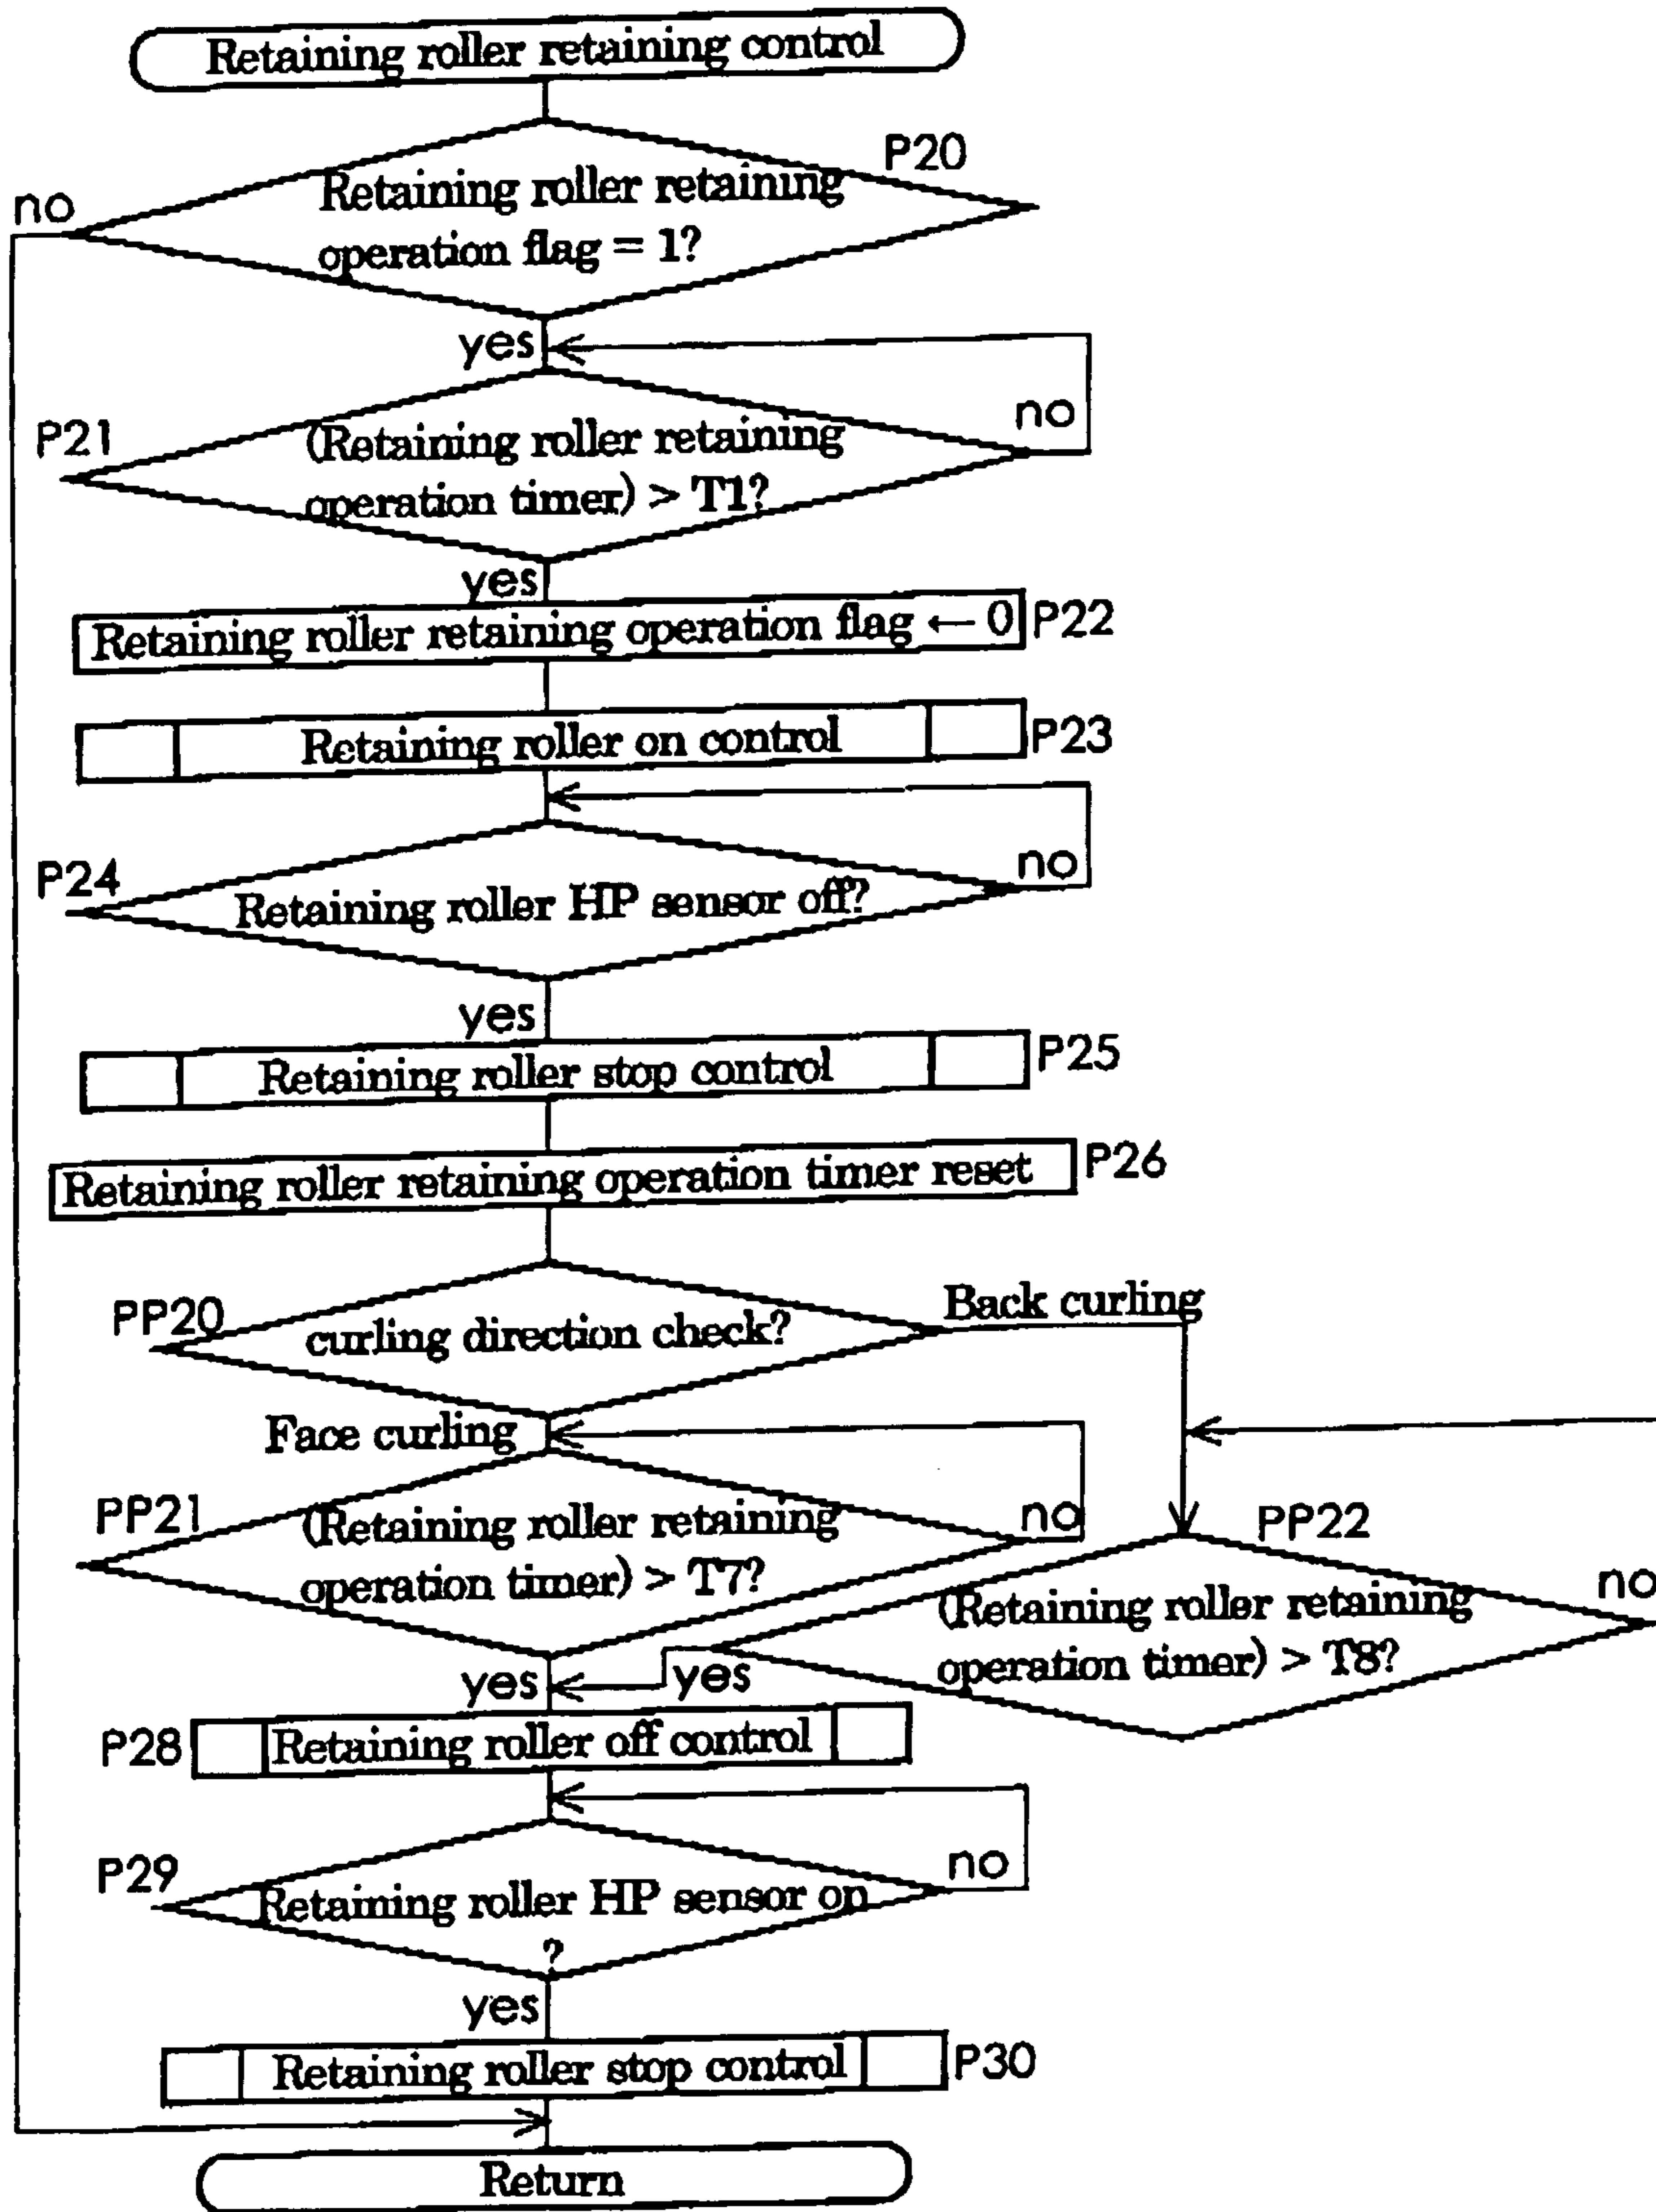 Retaining roller retaining control
P20
Retaining roller retaining
operation flag = 1?
no
yes
P21
(Retaining roller retaining
operation timer) > T1?
no
yes
Retaining roller retaining operation flag ← 0
P22
Retaining roller on control
P23
P24
Retaining roller HP sensor off?
no
yes
Retaining roller stop control
P25
Retaining roller retaining operation timer reset
P26
PP20
curling direction check?
Back curling
Face curling
PP21
(Retaining roller retaining
operation timer) > T7?
no
PP22
(Retaining roller retaining
operation timer) > T8?
no
yes
yes
P28
Retaining roller off control
P29
Retaining roller HP sensor on
?
no
yes
Retaining roller stop control
P30
Return